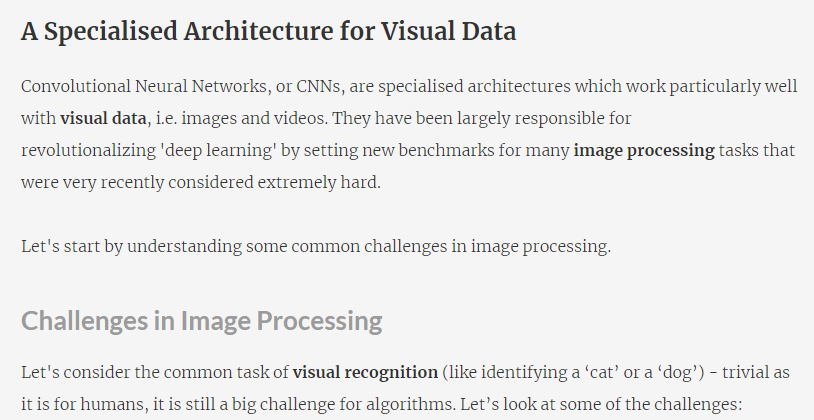 A Specialised Architecture for Visual Data
Convolutional Neural Networks, or CNNs, are specialised architectures which work particularly well
with visual data, i.e. images and videos. They have been largely responsible for
revolutionalizing 'deep learning' by setting new benchmarks for many image processing tasks that
were very recently considered extremely hard.
Let's start by understanding some common challenges in image processing.
Challenges in Image Processing
Let's consider the common task of visual recognition (like identifying a ‘cat’ or a ‘dog’) - trivial as
it is for humans, it is still a big challenge for algorithms. Let’s look at some of the challenges: